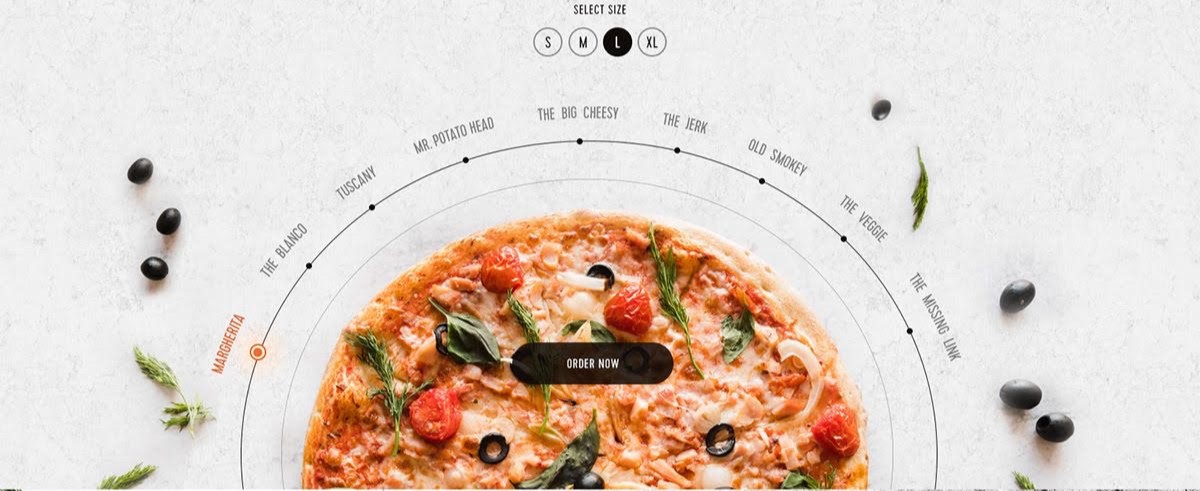 SELECT SIZE
S M L XL
MARGHERITA
THE BLANCO
TUSCANY
MR. POTATO HEAD
THE BIG CHEESY
THE JERK
OLD SMOKEY
THE VEGGIE
THE MISSING LINK
ORDER NOW